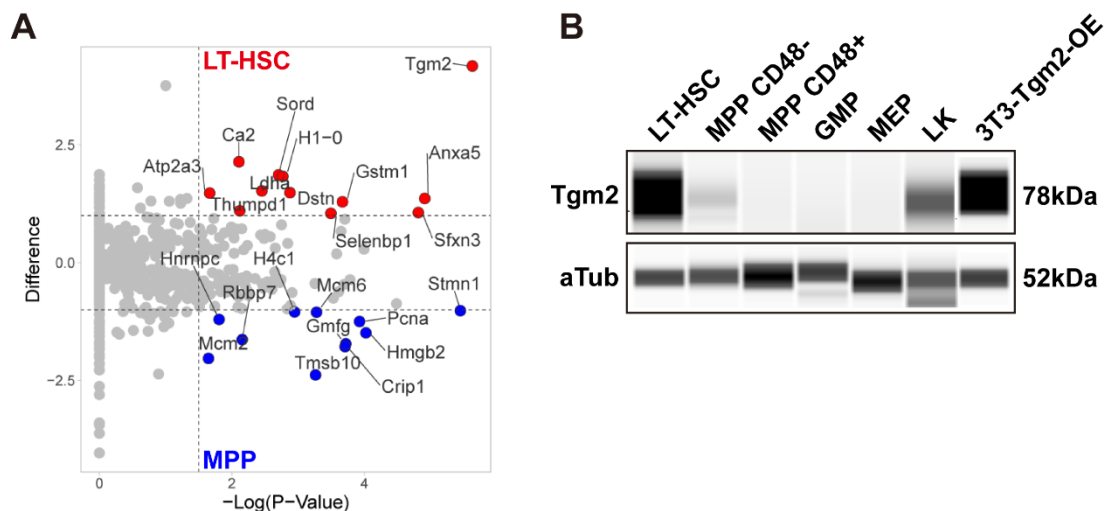 A
LT-HSC
Tgm2
Sord
Ca2
H1-0
Anxa5
Atp2a3
Ldha
Gstm1
Thumpd1
Dstn
Selenbp1
Sfxn3
Hnrnpc
H4c1
Mcm6
Stmn1
Rbbp7
Gmfg
Pcna
Mcm2
Hmgb2
Tmsb10
Crip1
MPP
2.5
0.0
−2.5
Difference
0
2
4
−Log(P−Value)
B
LT-HSC
MPP CD48-
MPP CD48+
GMP
MEP
LK
3T3-Tgm2-OE
Tgm2
78kDa
aTub
52kDa